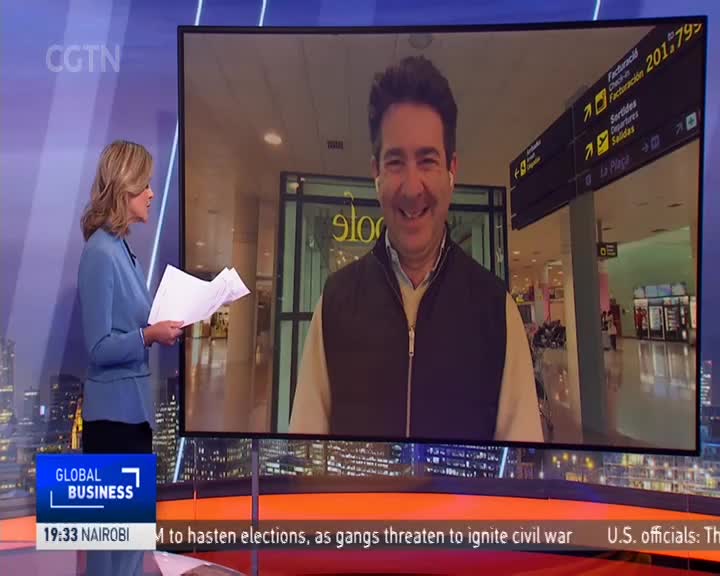 CGTN
Facturació
Check-in
Facturación
201 a 799
Sortides
Departures
Salidas
La Plaça
GLOBAL
BUSINESS
19:33 NAIROBI
M to hasten elections, as gangs threaten to ignite civil war
U.S. officials: Th